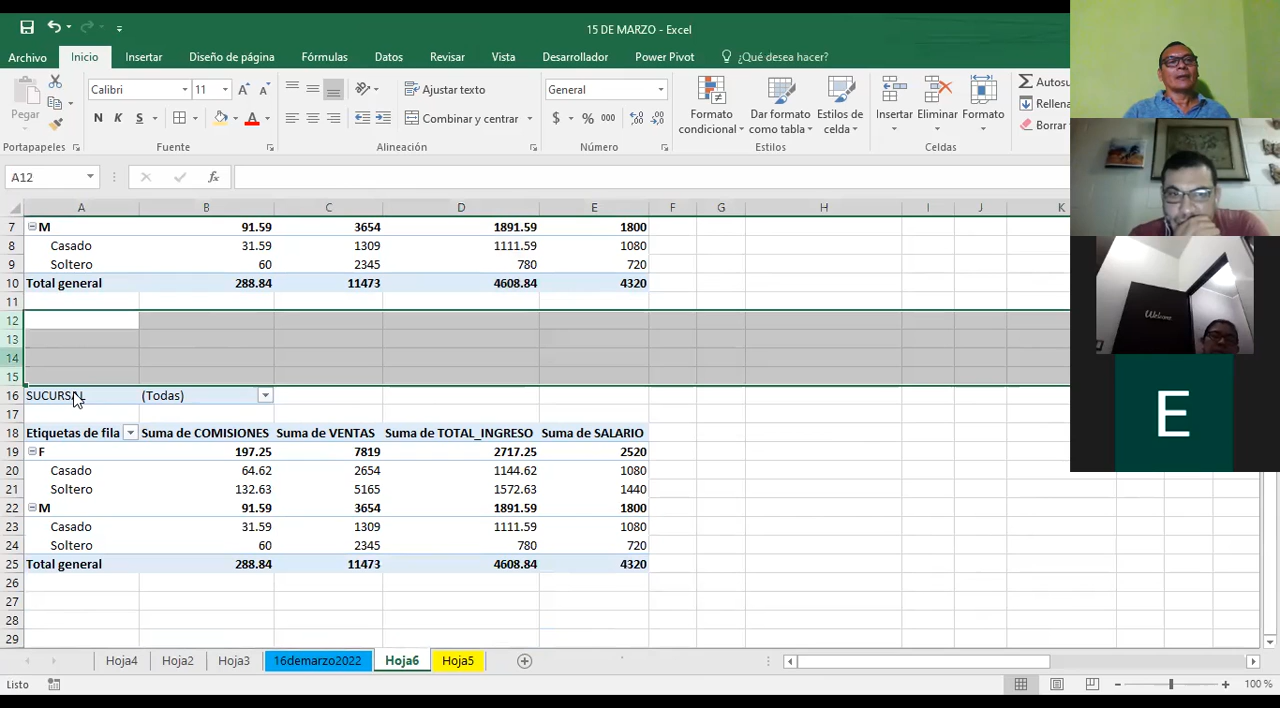 15 DE MARZO - Excel
Archivo Inicio Insertar Diseño de página Fórmulas Datos Revisar Vista Desarrollador Power Pivot ¿Qué desea hacer?
Pegar
Calibri 11
N K S
Ajustar texto
Combinar y centrar
General
$ % 000
Formato condicional
Dar formato como tabla
Estilos de celda
Insertar Eliminar Formato
Autosu
Rellena
Borrar
Portapapeles Fuente Alineación Número Estilos Celdas
A12 fx
A B C D E F G H I J K
7 M 91.59 3654 1891.59 1800
8 Casado 31.59 1309 1111.59 1080
9 Soltero 60 2345 780 720
10 Total general 288.84 11473 4608.84 4320
11
12
13
14
15
16 SUCURSAL (Todas)
17
18 Etiquetas de fila Suma de COMISIONES Suma de VENTAS Suma de TOTAL_INGRESO Suma de SALARIO
19 F 197.25 7819 2717.25 2520
20 Casado 64.62 2654 1144.62 1080
21 Soltero 132.63 5165 1572.63 1440
22 M 91.59 3654 1891.59 1800
23 Casado 31.59 1309 1111.59 1080
24 Soltero 60 2345 780 720
25 Total general 288.84 11473 4608.84 4320
26
27
28
29
Hoja4 Hoja2 Hoja3 16demarzo2022 Hoja6 Hoja5
Listo 100 %
Welcome
E